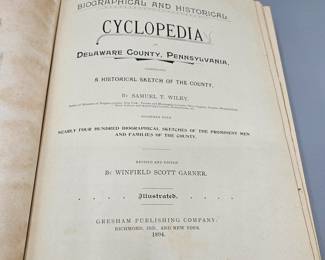 BIOGRAPHICAL AND HISTORICAL
CYCLOPEDIA
OF
DELAWARE COUNTY, PENNSYLVANIA,
COMPRISING
A HISTORICAL SKETCH OF THE COUNTY,
BY SAMUEL T. WILEY,
TOGETHER WITH
NEARLY FOUR HUNDRED BIOGRAPHICAL SKETCHES OF THE PROMINENT MEN
AND FAMILIES OF THE COUNTY.
REVISED AND EDITED
BY WINFIELD SCOTT GARNER.
Illustrated.
GRESHAM PUBLISHING COMPANY,
RICHMOND, IND., AND NEW YORK.
1894.